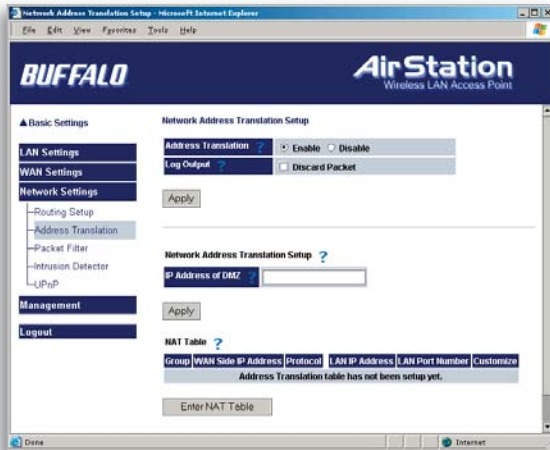 Network Address Translation Setup - Microsoft Internet Explorer
File Edit View Favorites Tools Help
BUFFALO
AirStation
Wireless LAN Access Point
▲Basic Settings
LAN Settings
WAN Settings
Network Settings
Routing Setup
Address Translation
Packet Filter
Intrusion Detector
UPnP
Management
Logout
Network Address Translation Setup
Address Translation ? Enable Disable
Log Output ? Discard Packet
Apply
Network Address Translation Setup ?
IP Address of DMZ ?
Apply
NAT Table ?
Group WAN Side IP Address Protocol LAN IP Address LAN Port Number Customize
Address Translation table has not been setup yet.
Enter NAT Table
Done Internet